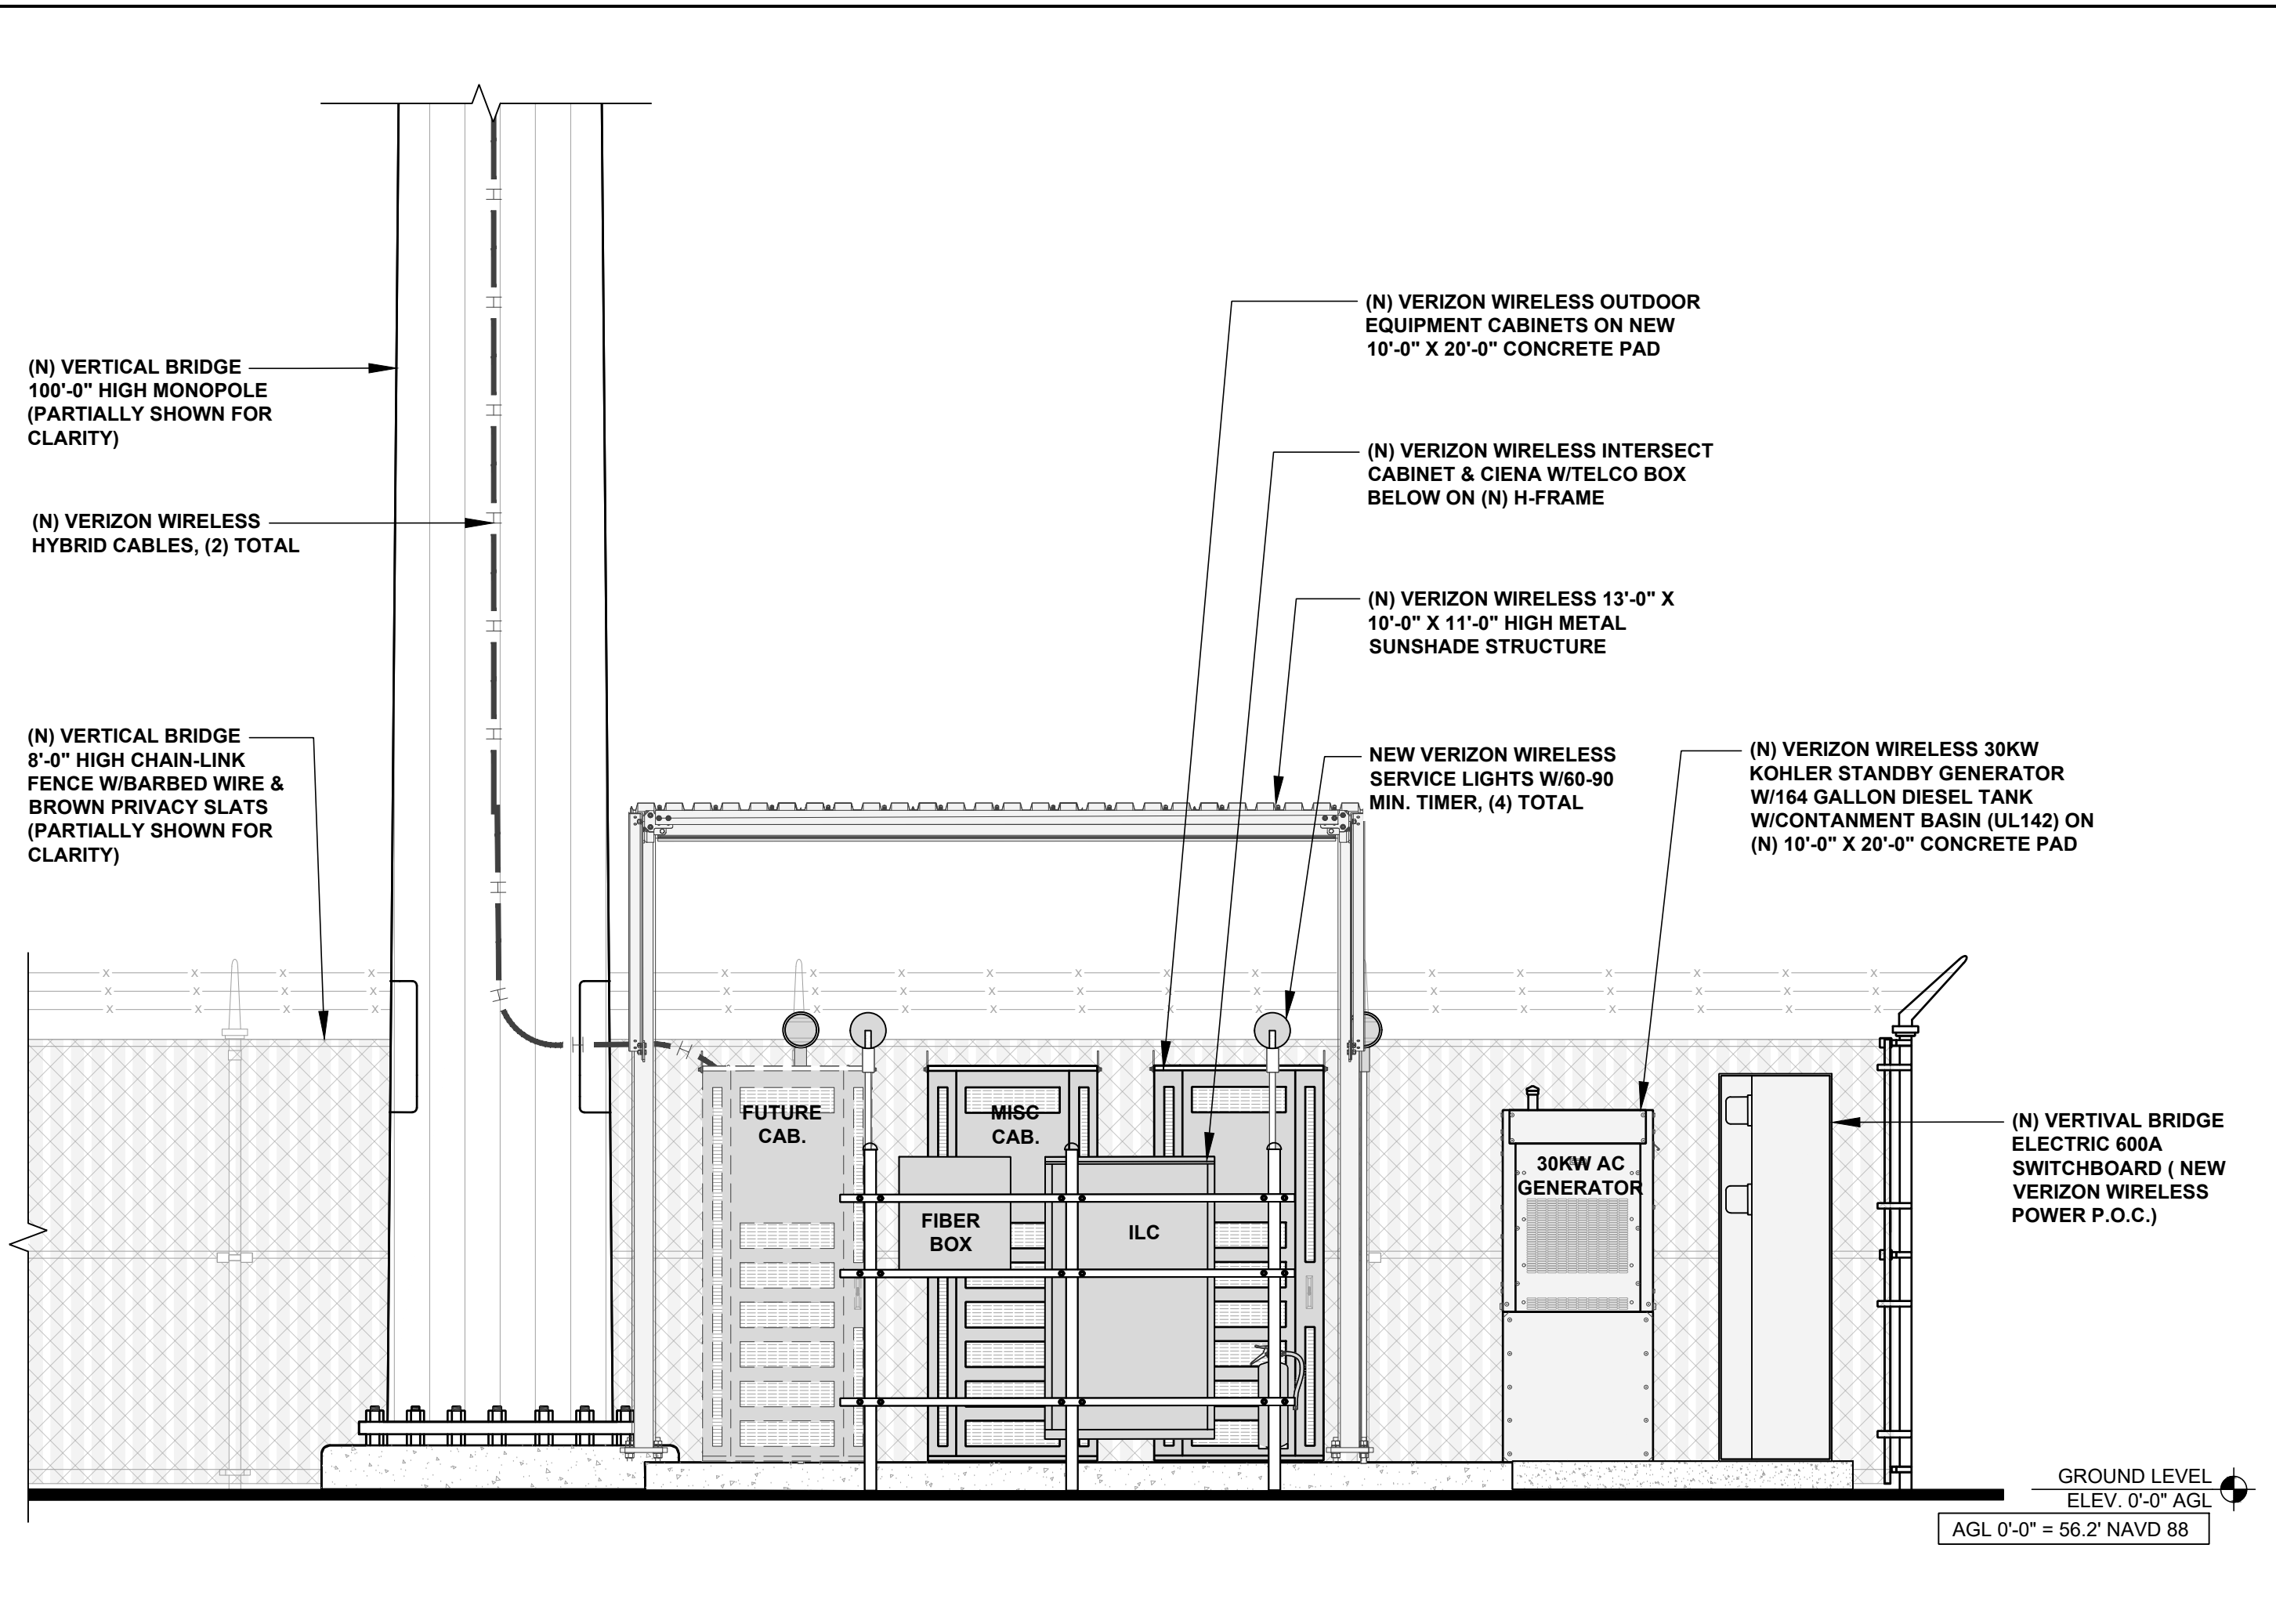 (N) VERTICAL BRIDGE
100'-0" HIGH MONOPOLE
(PARTIALLY SHOWN FOR
CLARITY)
(N) VERIZON WIRELESS
HYBRID CABLES, (2) TOTAL
(N) VERTICAL BRIDGE
8'-0" HIGH CHAIN-LINK
FENCE W/BARBED WIRE &
BROWN PRIVACY SLATS
(PARTIALLY SHOWN FOR
CLARITY)
(N) VERIZON WIRELESS OUTDOOR
EQUIPMENT CABINETS ON NEW
10'-0" X 20'-0" CONCRETE PAD
(N) VERIZON WIRELESS INTERSECT
CABINET & CIENA W/TELCO BOX
BELOW ON (N) H-FRAME
(N) VERIZON WIRELESS 13'-0" X
10'-0" X 11'-0" HIGH METAL
SUNSHADE STRUCTURE
NEW VERIZON WIRELESS
SERVICE LIGHTS W/60-90
MIN. TIMER, (4) TOTAL
(N) VERIZON WIRELESS 30KW
KOHLER STANDBY GENERATOR
W/164 GALLON DIESEL TANK
W/CONTANMENT BASIN (UL142) ON
(N) 10'-0" X 20'-0" CONCRETE PAD
(N) VERTIVAL BRIDGE
ELECTRIC 600A
SWITCHBOARD ( NEW
VERIZON WIRELESS
POWER P.O.C.)
FUTURE
CAB.
MISC
CAB.
FIBER
BOX
ILC
30KW AC
GENERATOR
GROUND LEVEL
ELEV. 0'-0" AGL
AGL 0'-0" = 56.2' NAVD 88